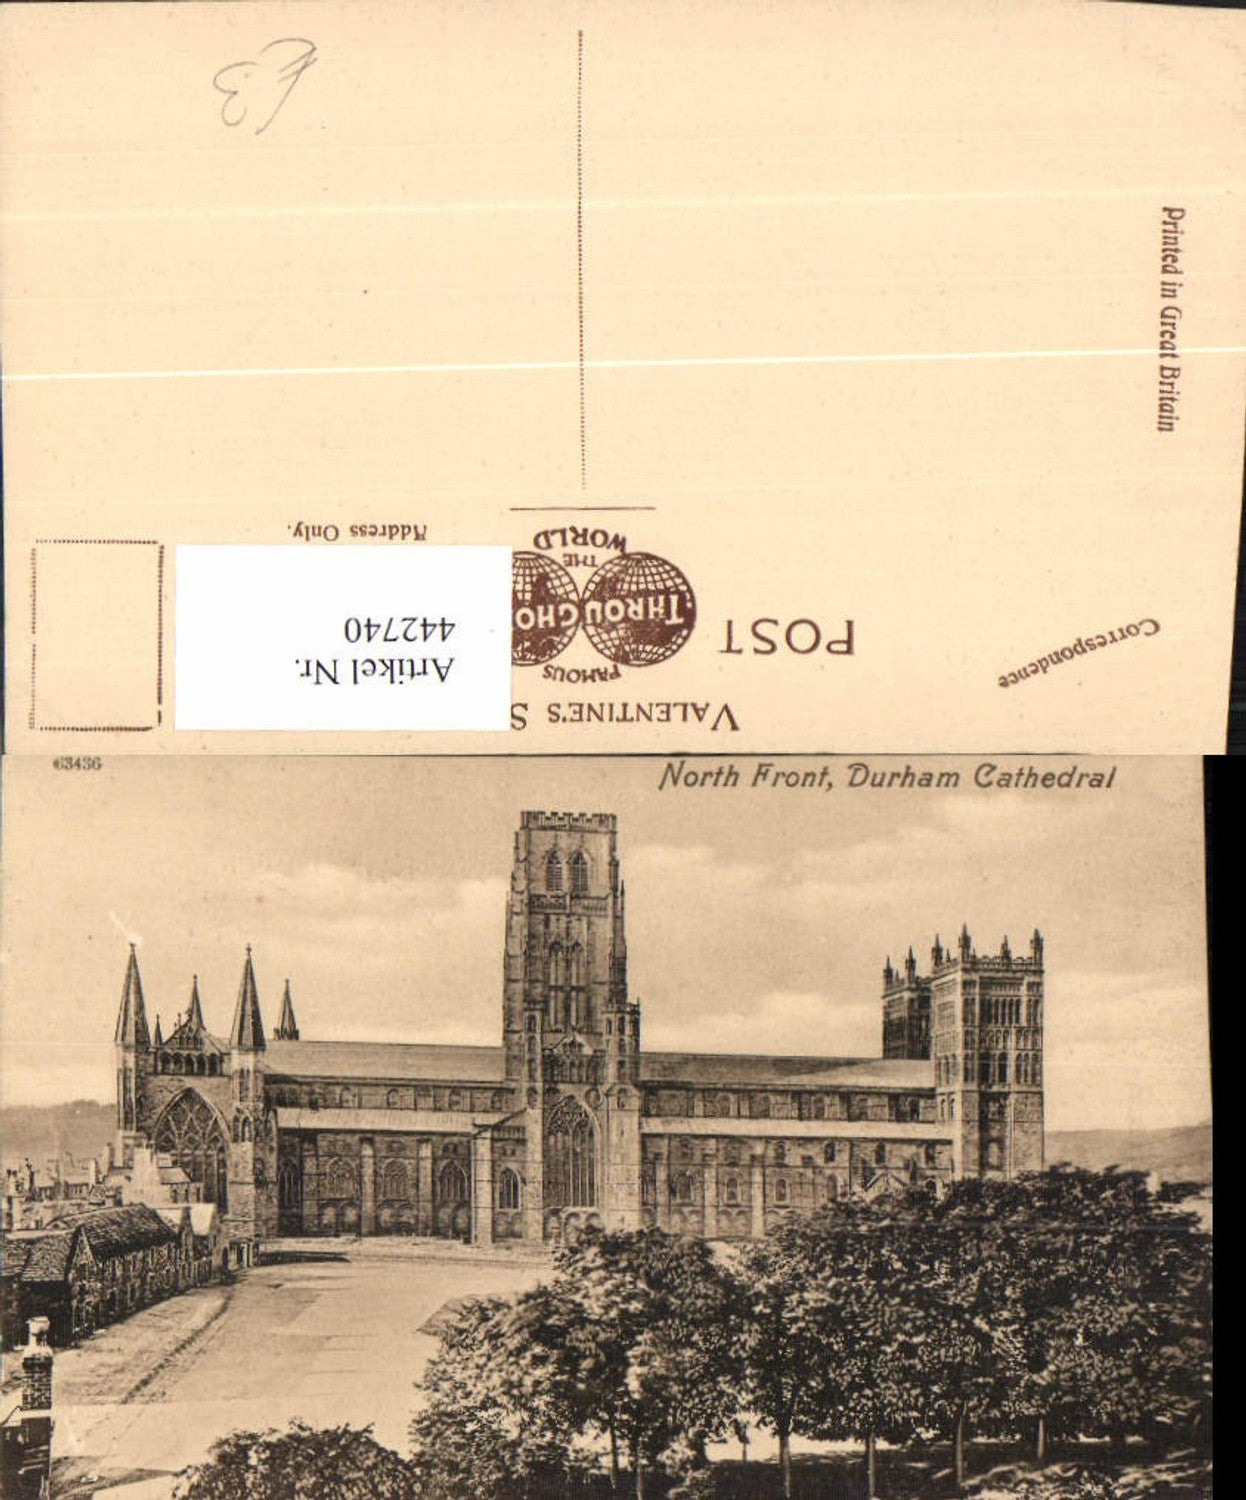 £3
Printed in Great Britain
Correspondence
Address Only.
VALENTINE'S S
FAMOUS
THROUGHO
THE
WORLD
POST
Artikel Nr.
442740
63436
North Front, Durham Cathedral